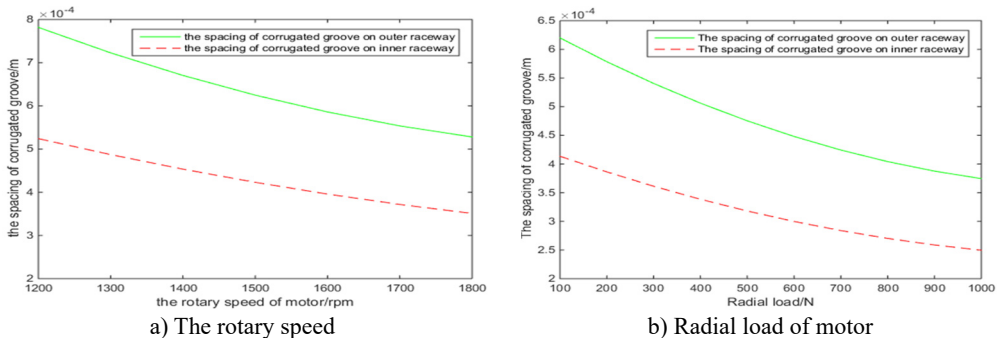 × 10⁻⁴
8
7
6
5
4
3
2
the spacing of corrugated groove/m
the spacing of corrugated groove on outer raceway
the spacing of corrugated groove on inner raceway
1200 1300 1400 1500 1600 1700 1800
the rotary speed of motor/rpm
a) The rotary speed
× 10⁻⁴
6.5
6
5.5
5
4.5
4
3.5
3
2.5
2
The spacing of corrugated groove/m
The spacing of corrugated groove on outer raceway
The spacing of corrugated groove on inner raceway
100 200 300 400 500 600 700 800 900 1000
Radial load/N
b) Radial load of motor